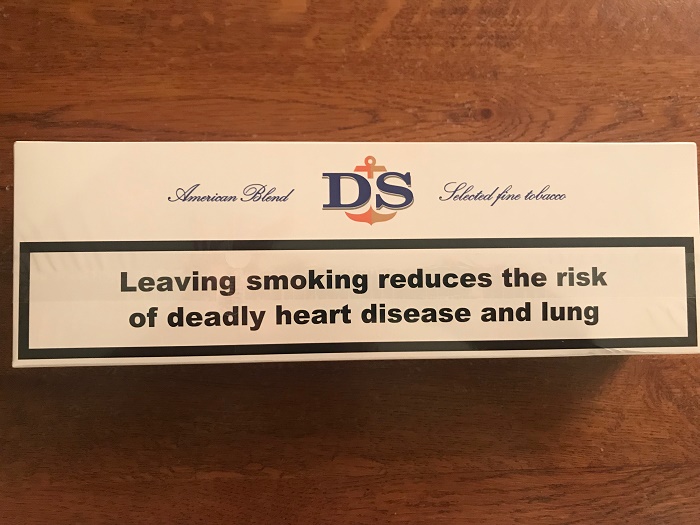 American Blend DS Selected fine tobacco
Leaving smoking reduces the risk
of deadly heart disease and lung